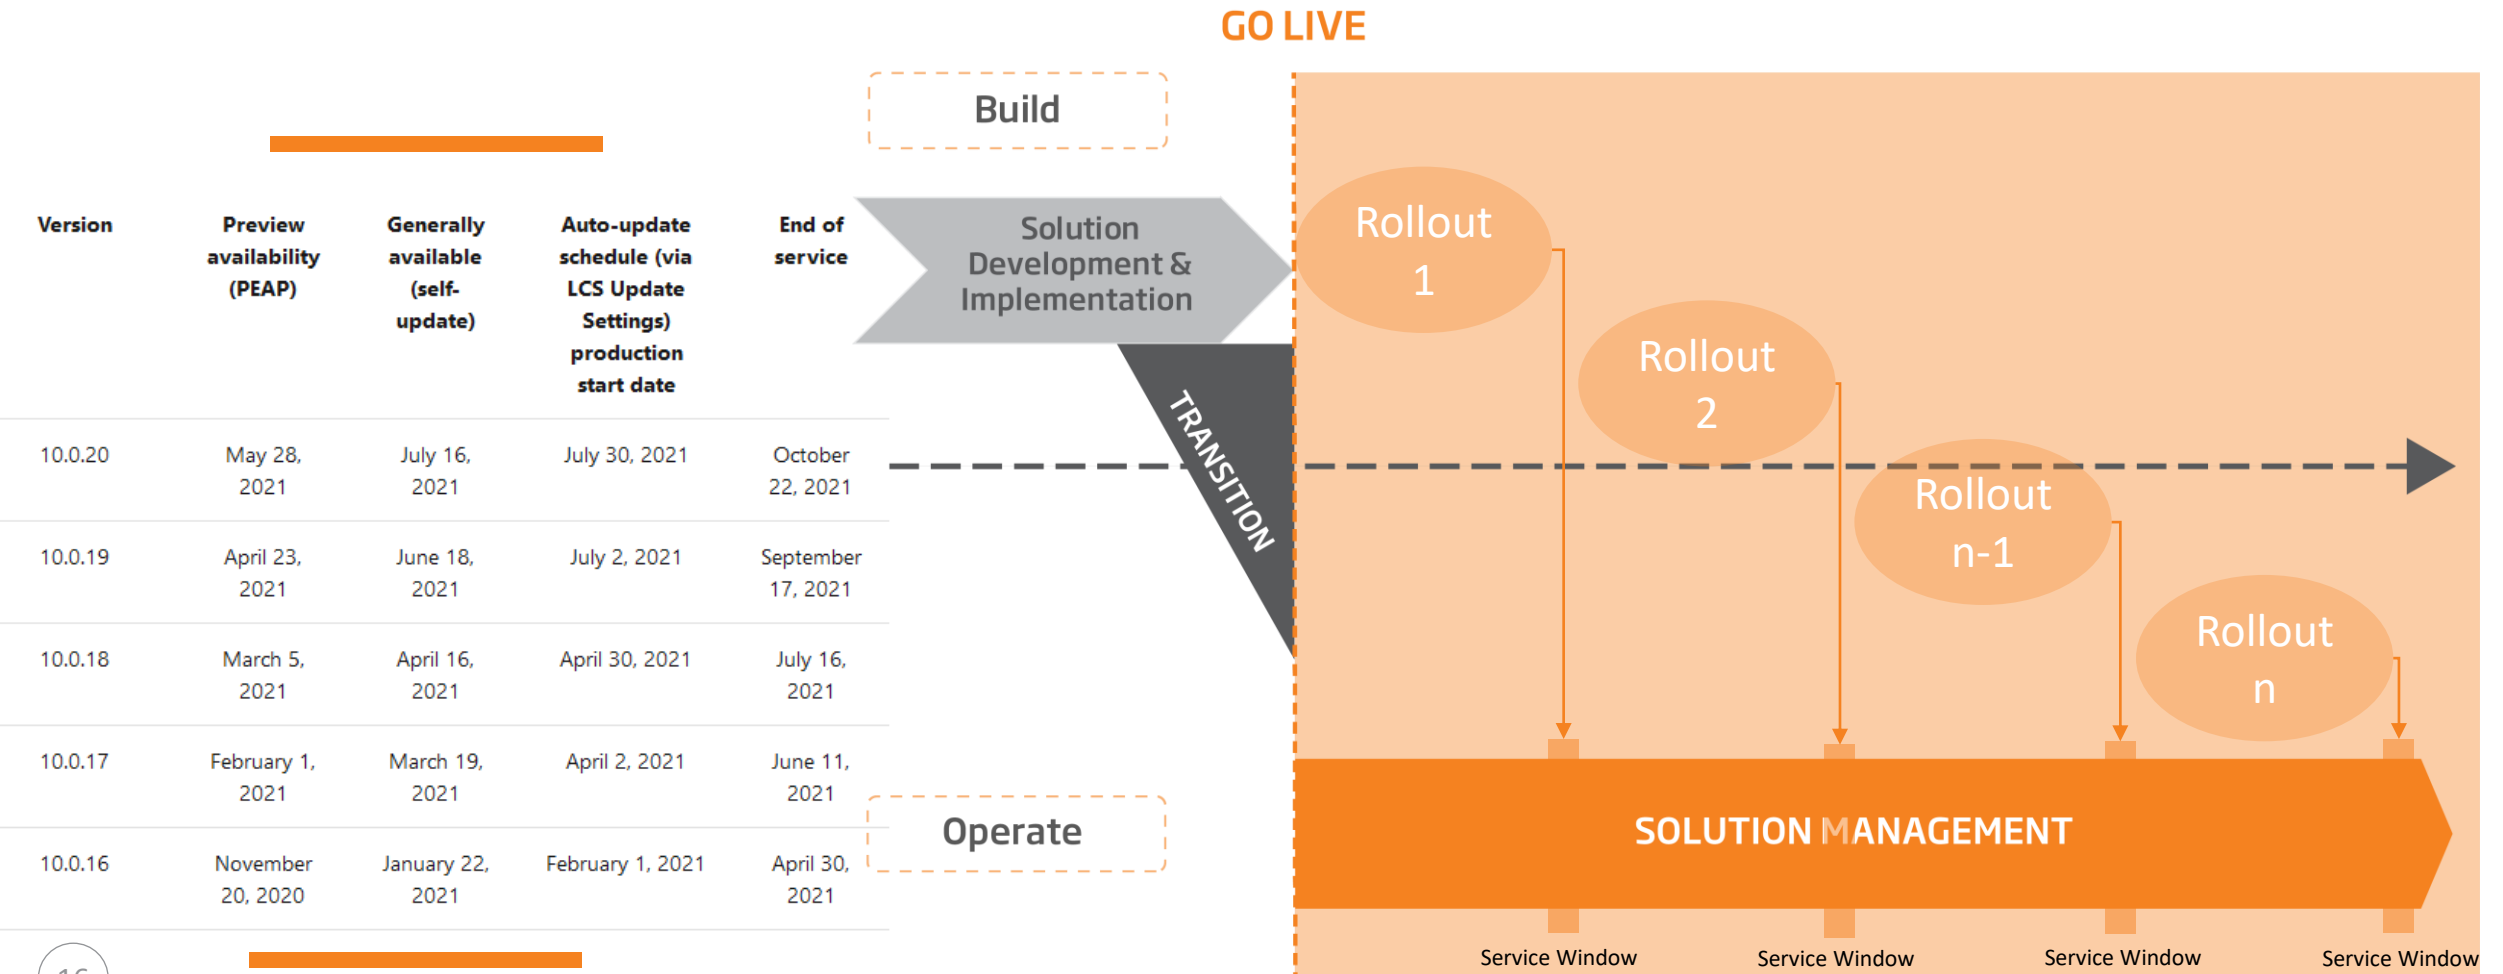 GO LIVE
Build
Version
Preview
availability
(PEAP)
Generally
available
(self-
update)
Auto-update
schedule (via
LCS Update
Settings)
production
start date
End of
service
10.0.20
May 28,
2021
July 16,
2021
July 30, 2021
October
22, 2021
10.0.19
April 23,
2021
June 18,
2021
July 2, 2021
September
17, 2021
10.0.18
March 5,
2021
April 16,
2021
April 30, 2021
July 16,
2021
10.0.17
February 1,
2021
March 19,
2021
April 2, 2021
June 11,
2021
10.0.16
November
20, 2020
January 22,
2021
February 1, 2021
April 30,
2021
Solution
Development &
Implementation
TRANSITION
Rollout
1
Rollout
2
Rollout
n-1
Rollout
n
Operate
SOLUTION MANAGEMENT
Service Window
Service Window
Service Window
Service Window
16